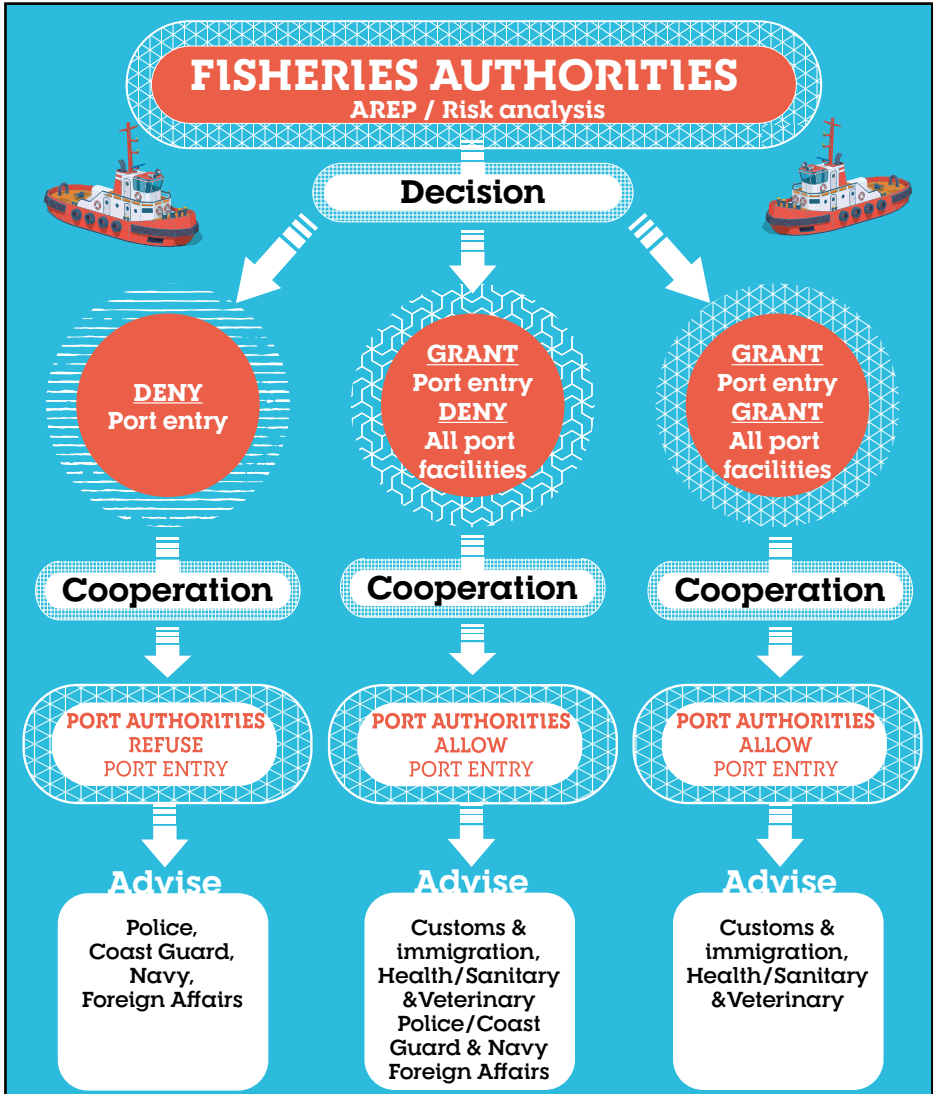 FISHERIES AUTHORITIES
AREP / Risk analysis
Decision
DENY
Port entry
GRANT
Port entry
DENY
All port
facilities
GRANT
Port entry
GRANT
All port
facilities
Cooperation
Cooperation
Cooperation
PORT AUTHORITIES
REFUSE
PORT ENTRY
PORT AUTHORITIES
ALLOW
PORT ENTRY
PORT AUTHORITIES
ALLOW
PORT ENTRY
Advise
Police,
Coast Guard,
Navy,
Foreign Affairs
Advise
Customs &
immigration,
Health/Sanitary
&Veterinary
Police/Coast
Guard & Navy
Foreign Affairs
Advise
Customs &
immigration,
Health/Sanitary
&Veterinary